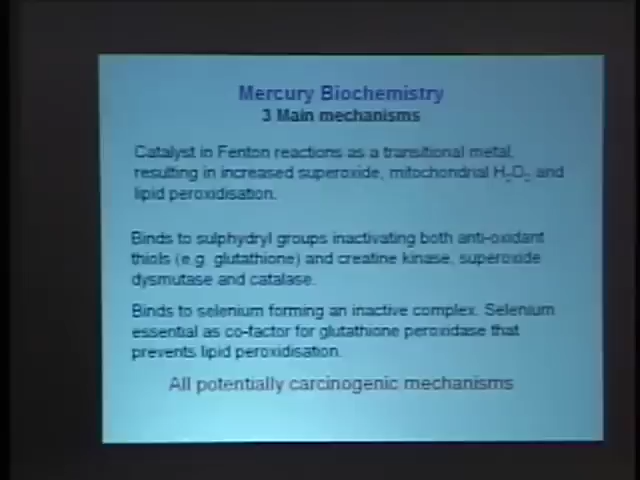 Mercury Biochemistry
3 Main mechanisms
Catalyst in Fenton reactions as a transitional metal,
resulting in increased superoxide, mitochondrial H₂O₂ and
lipid peroxidisation.
Binds to sulphydryl groups inactivating both anti-oxidant
thiols (e.g. glutathione) and creatine kinase, superoxide
dysmutase and catalase.
Binds to selenium forming an inactive complex. Selenium
essential as co-factor for glutathione peroxidase that
prevents lipid peroxidisation.
All potentially carcinogenic mechanisms